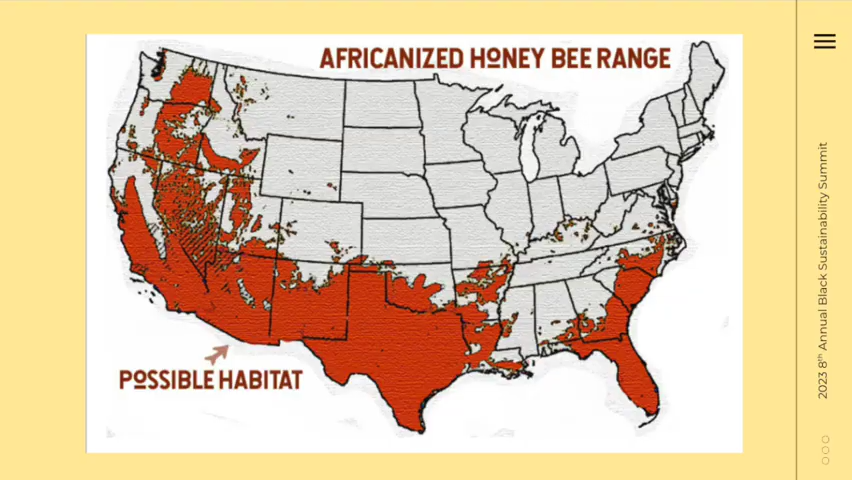 AFRICANIZED HONEY BEE RANGE
POSSIBLE HABITAT
2023 8th Annual Black Sustainability Summit